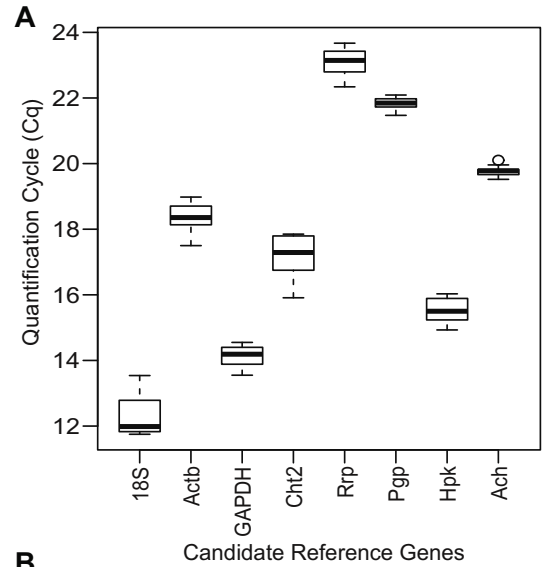 A
Quantification Cycle (Cq)
24
22
20
18
16
14
12
18S
Actb
GAPDH
Cht2
Rrp
Pgp
Hpk
Ach
Candidate Reference Genes
B